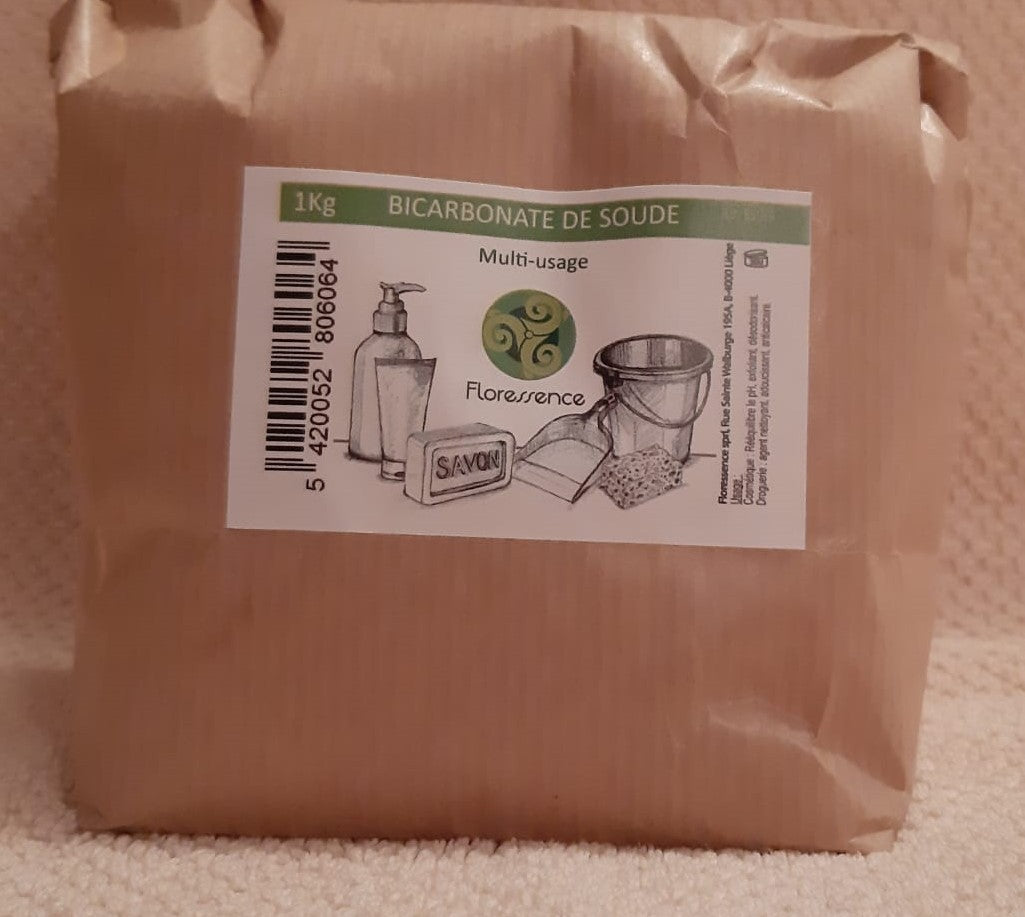 1Kg
BICARBONATE DE SOUDE
Multi-usage
Floressence
SAVON
5 420052 806064
Floressence sprl, Rue Sainte Walburge 195A, B-4000 Liège
Usage :
Cosmétique : Rééquilibre le pH, exfoliant, désodorisant.
Droguerie : agent nettoyant, adoucissant, anticalcaire.